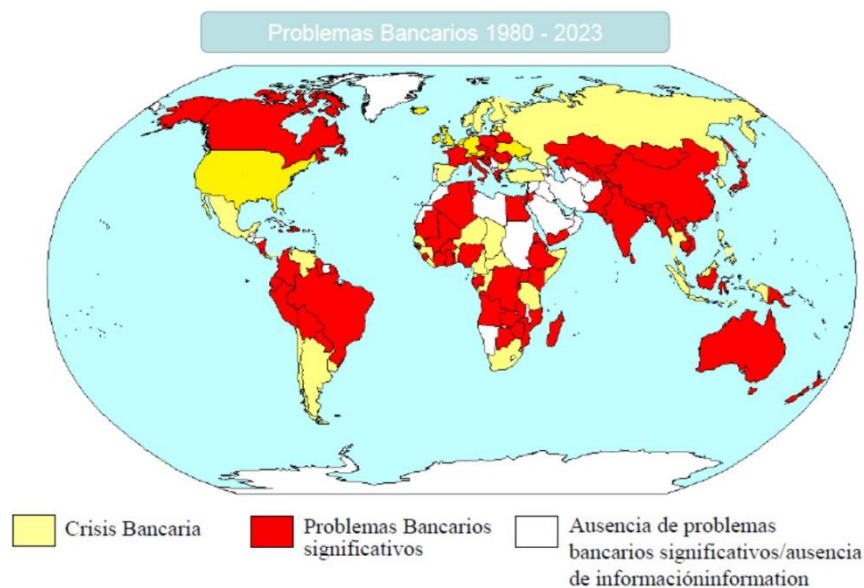 Problemas Bancarios 1980 - 2023
Crisis Bancaria
Problemas Bancarios
significativos
Ausencia de problemas
bancarios significativos/ausencia
de informacióninformation